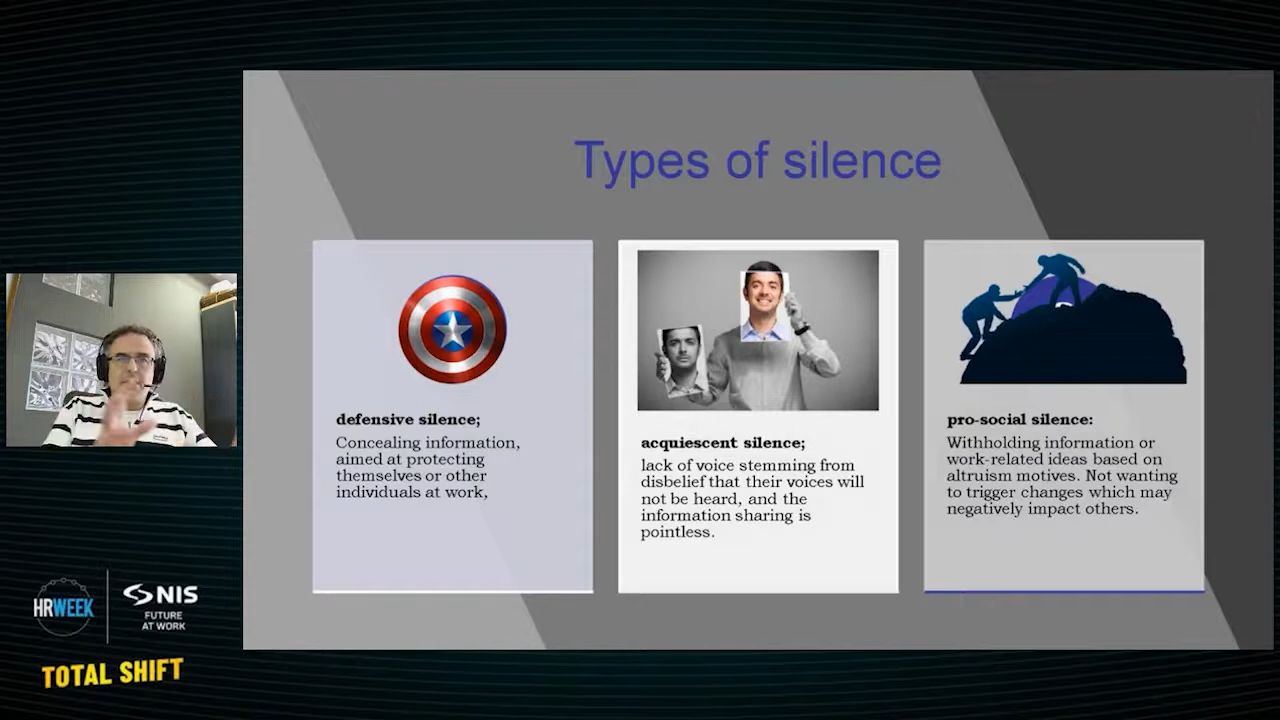 Types of silence
defensive silence;
Concealing information,
aimed at protecting
themselves or other
individuals at work,
acquiescent silence;
lack of voice stemming from
disbelief that their voices will
not be heard, and the
information sharing is
pointless.
pro-social silence:
Withholding information or
work-related ideas based on
altruism motives. Not wanting
to trigger changes which may
negatively impact others.
HRWEEK
NIS
FUTURE
AT WORK
TOTAL SHIFT